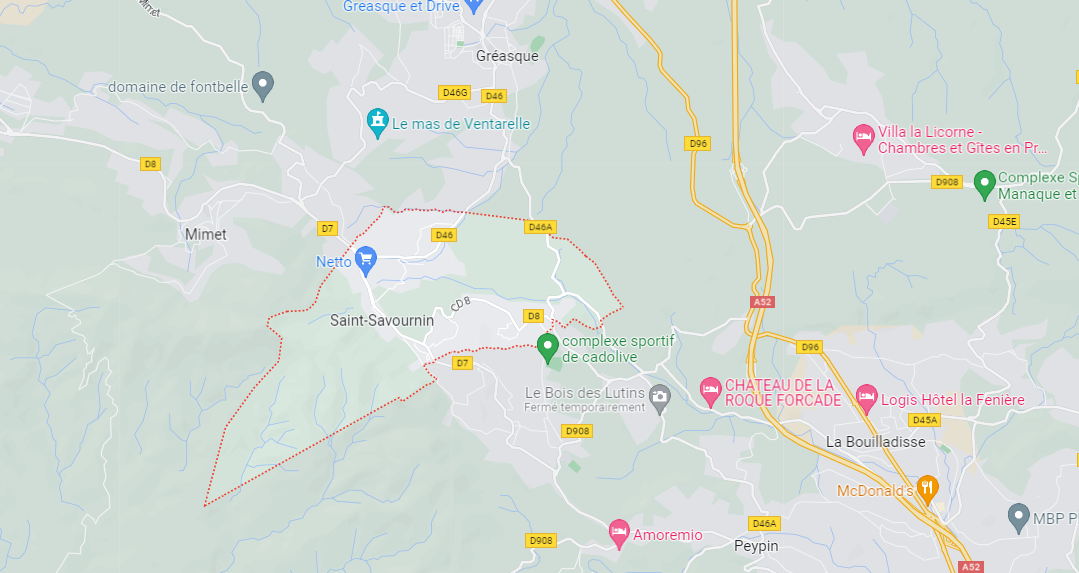 Mimet
Greasque et Drive
Gréasque
domaine de fontbelle
D46G
D46
Le mas de Ventarelle
D96
Villa la Licorne -
Chambres et Gîtes en Pr...
D8
D908
Complexe Sp
Manaque et
D45E
D7
Mimet
D46
D46A
Netto
A52
CD 8
D8
Saint-Savournin
complexe sportif
de cadolive
D96
D7
Le Bois des Lutins
Fermé temporairement
CHATEAU DE LA
ROQUE FORCADE
Logis Hôtel la Fenière
D45A
D908
La Bouilladisse
McDonald's
MBP P
D46A
Amoremio
D908
Peypin
A52